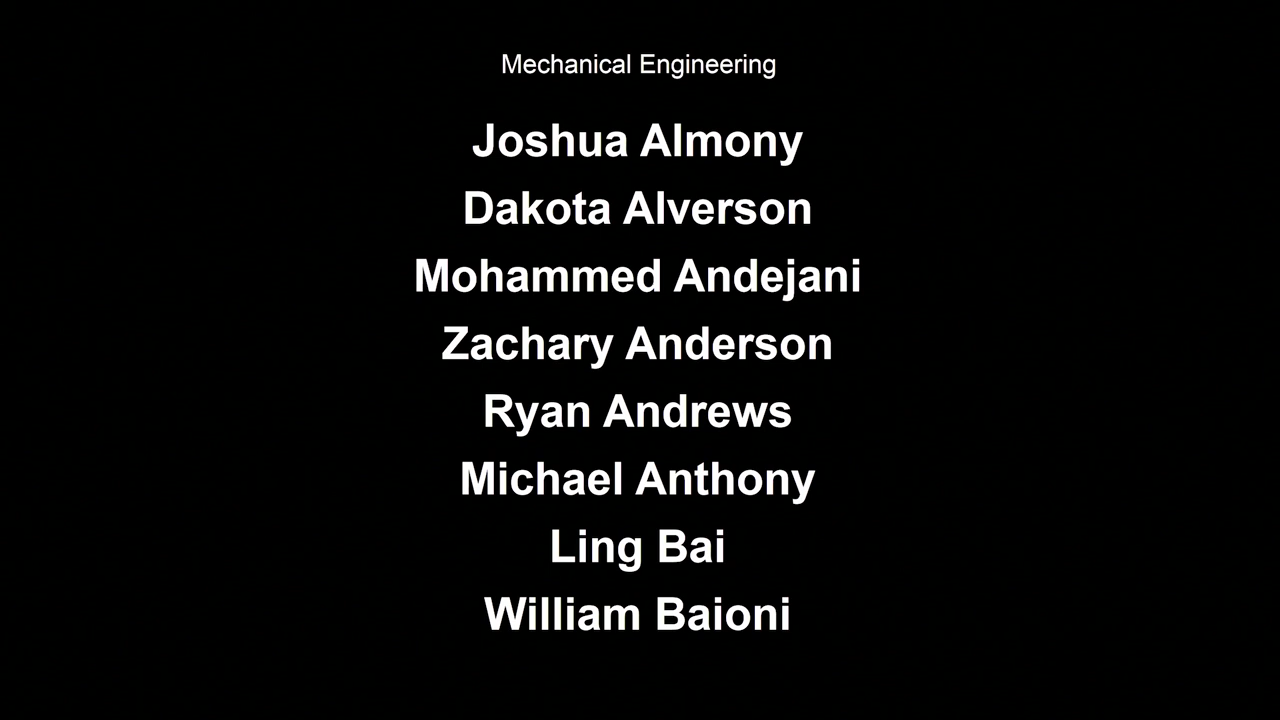 Mechanical Engineering
Joshua Almony
Dakota Alverson
Mohammed Andejani
Zachary Anderson
Ryan Andrews
Michael Anthony
Ling Bai
William Baioni